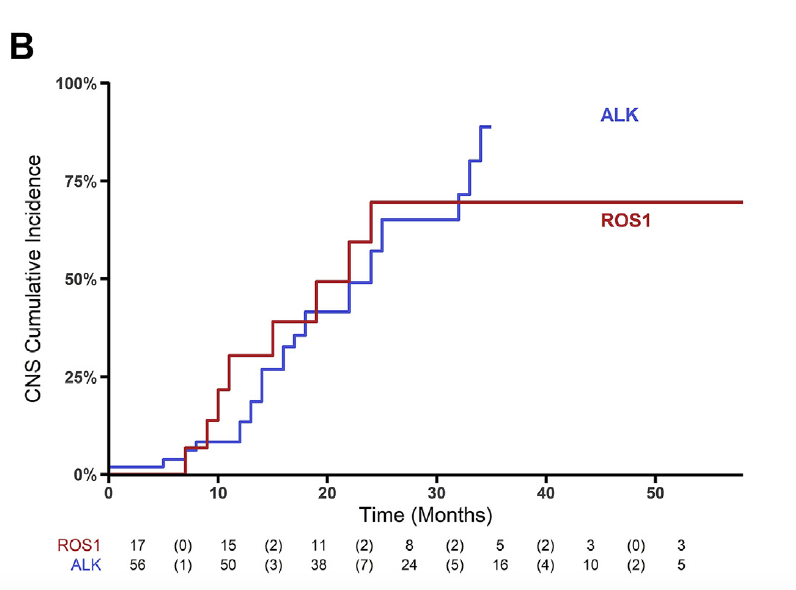 B
100%
ALK
75%
ROS1
50%
25%
0%
CNS Cumulative Incidence
0 10 20 30 40 50
Time (Months)
ROS1 17 (0) 15 (2) 11 (2) 8 (2) 5 (2) 3 (0) 3
ALK 56 (1) 50 (3) 38 (7) 24 (5) 16 (4) 10 (2) 5